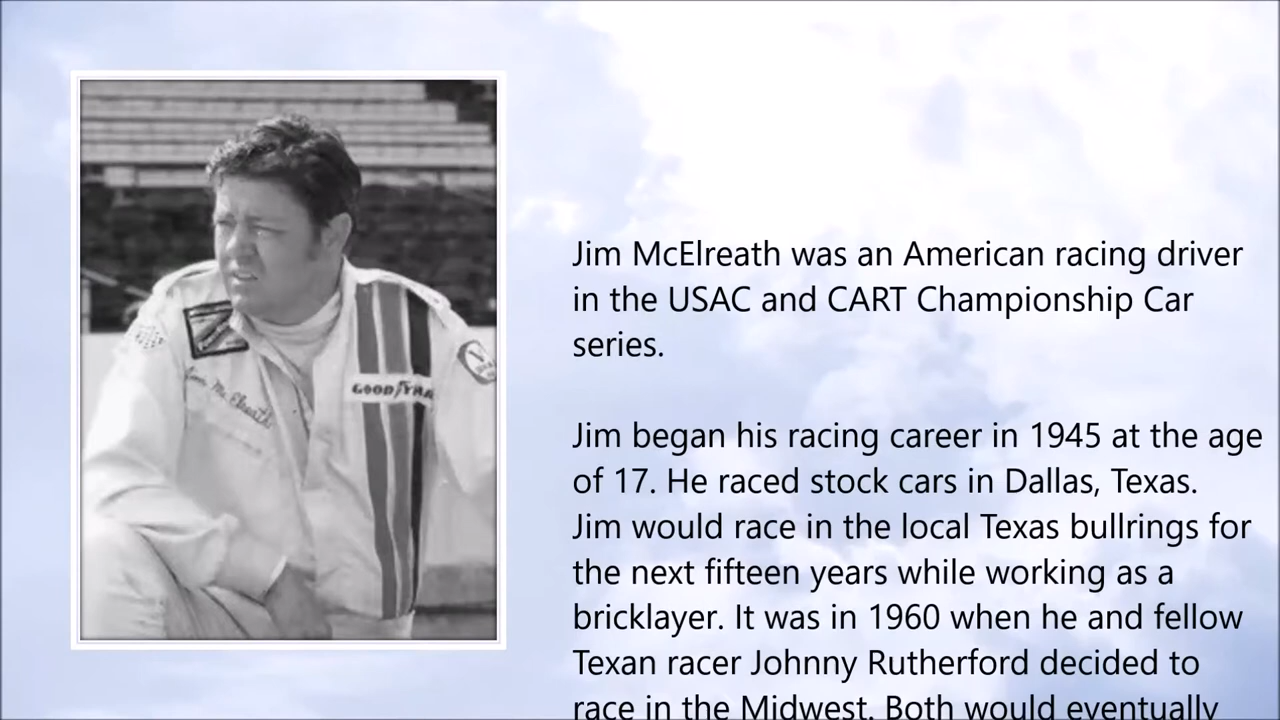 Jim McElreath was an American racing driver
in the USAC and CART Championship Car
series.
Jim began his racing career in 1945 at the age
of 17. He raced stock cars in Dallas, Texas.
Jim would race in the local Texas bullrings for
the next fifteen years while working as a
bricklayer. It was in 1960 when he and fellow
Texan racer Johnny Rutherford decided to
race in the Midwest. Both would eventually
Jim McElreath